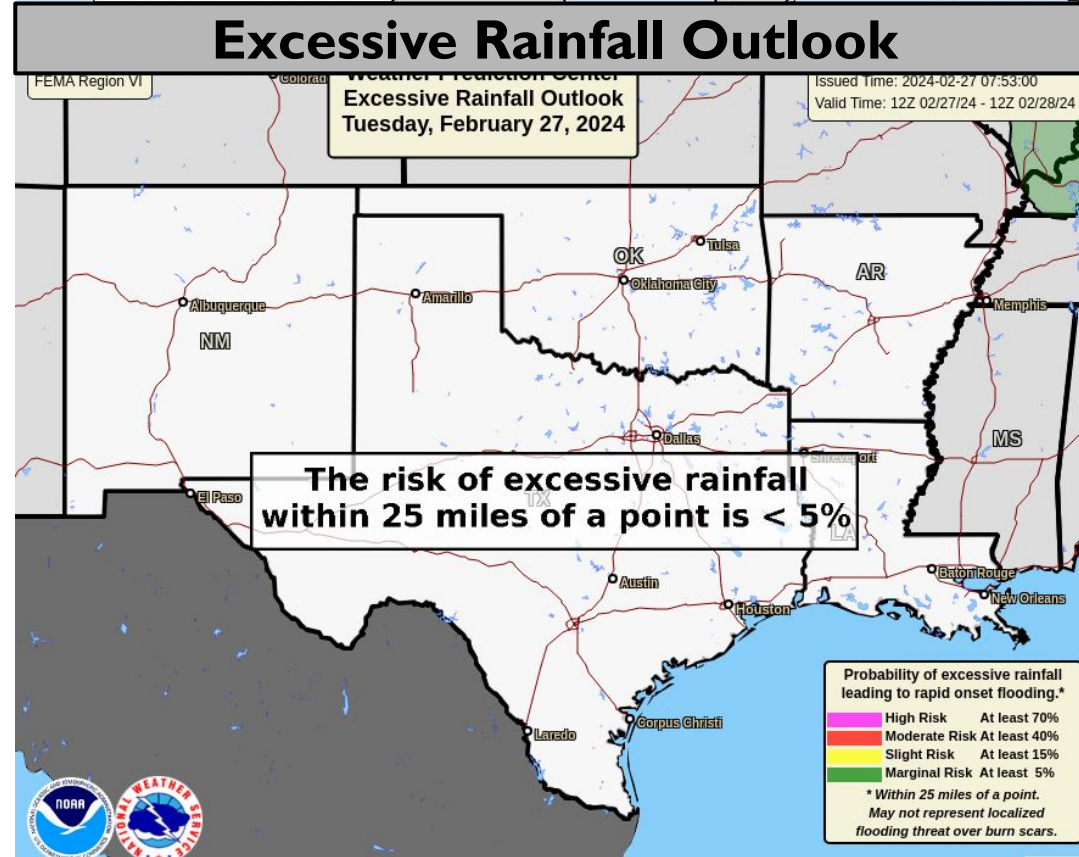 Excessive Rainfall Outlook
FEMA Region VI
Weather Prediction Center
Excessive Rainfall Outlook
Tuesday, February 27, 2024
Issued Time: 2024-02-27 07:53:00
Valid Time: 12Z 02/27/24 - 12Z 02/28/24
Colorad
Tulsa
OK
Oklahoma City
AR
Albuquerque
Amarillo
Memphis
NM
Dallas
MS
Shreveport
The risk of excessive rainfall
within 25 miles of a point is < 5%
El Paso
TX
LA
Austin
Baton Rouge
Houston
New Orleans
Corpus Christi
Laredo
Probability of excessive rainfall
leading to rapid onset flooding.*
High Risk At least 70%
Moderate Risk At least 40%
Slight Risk At least 15%
Marginal Risk At least 5%
* Within 25 miles of a point.
May not represent localized
flooding threat over burn scars.
NOAA
NATIONAL WEATHER SERVICE